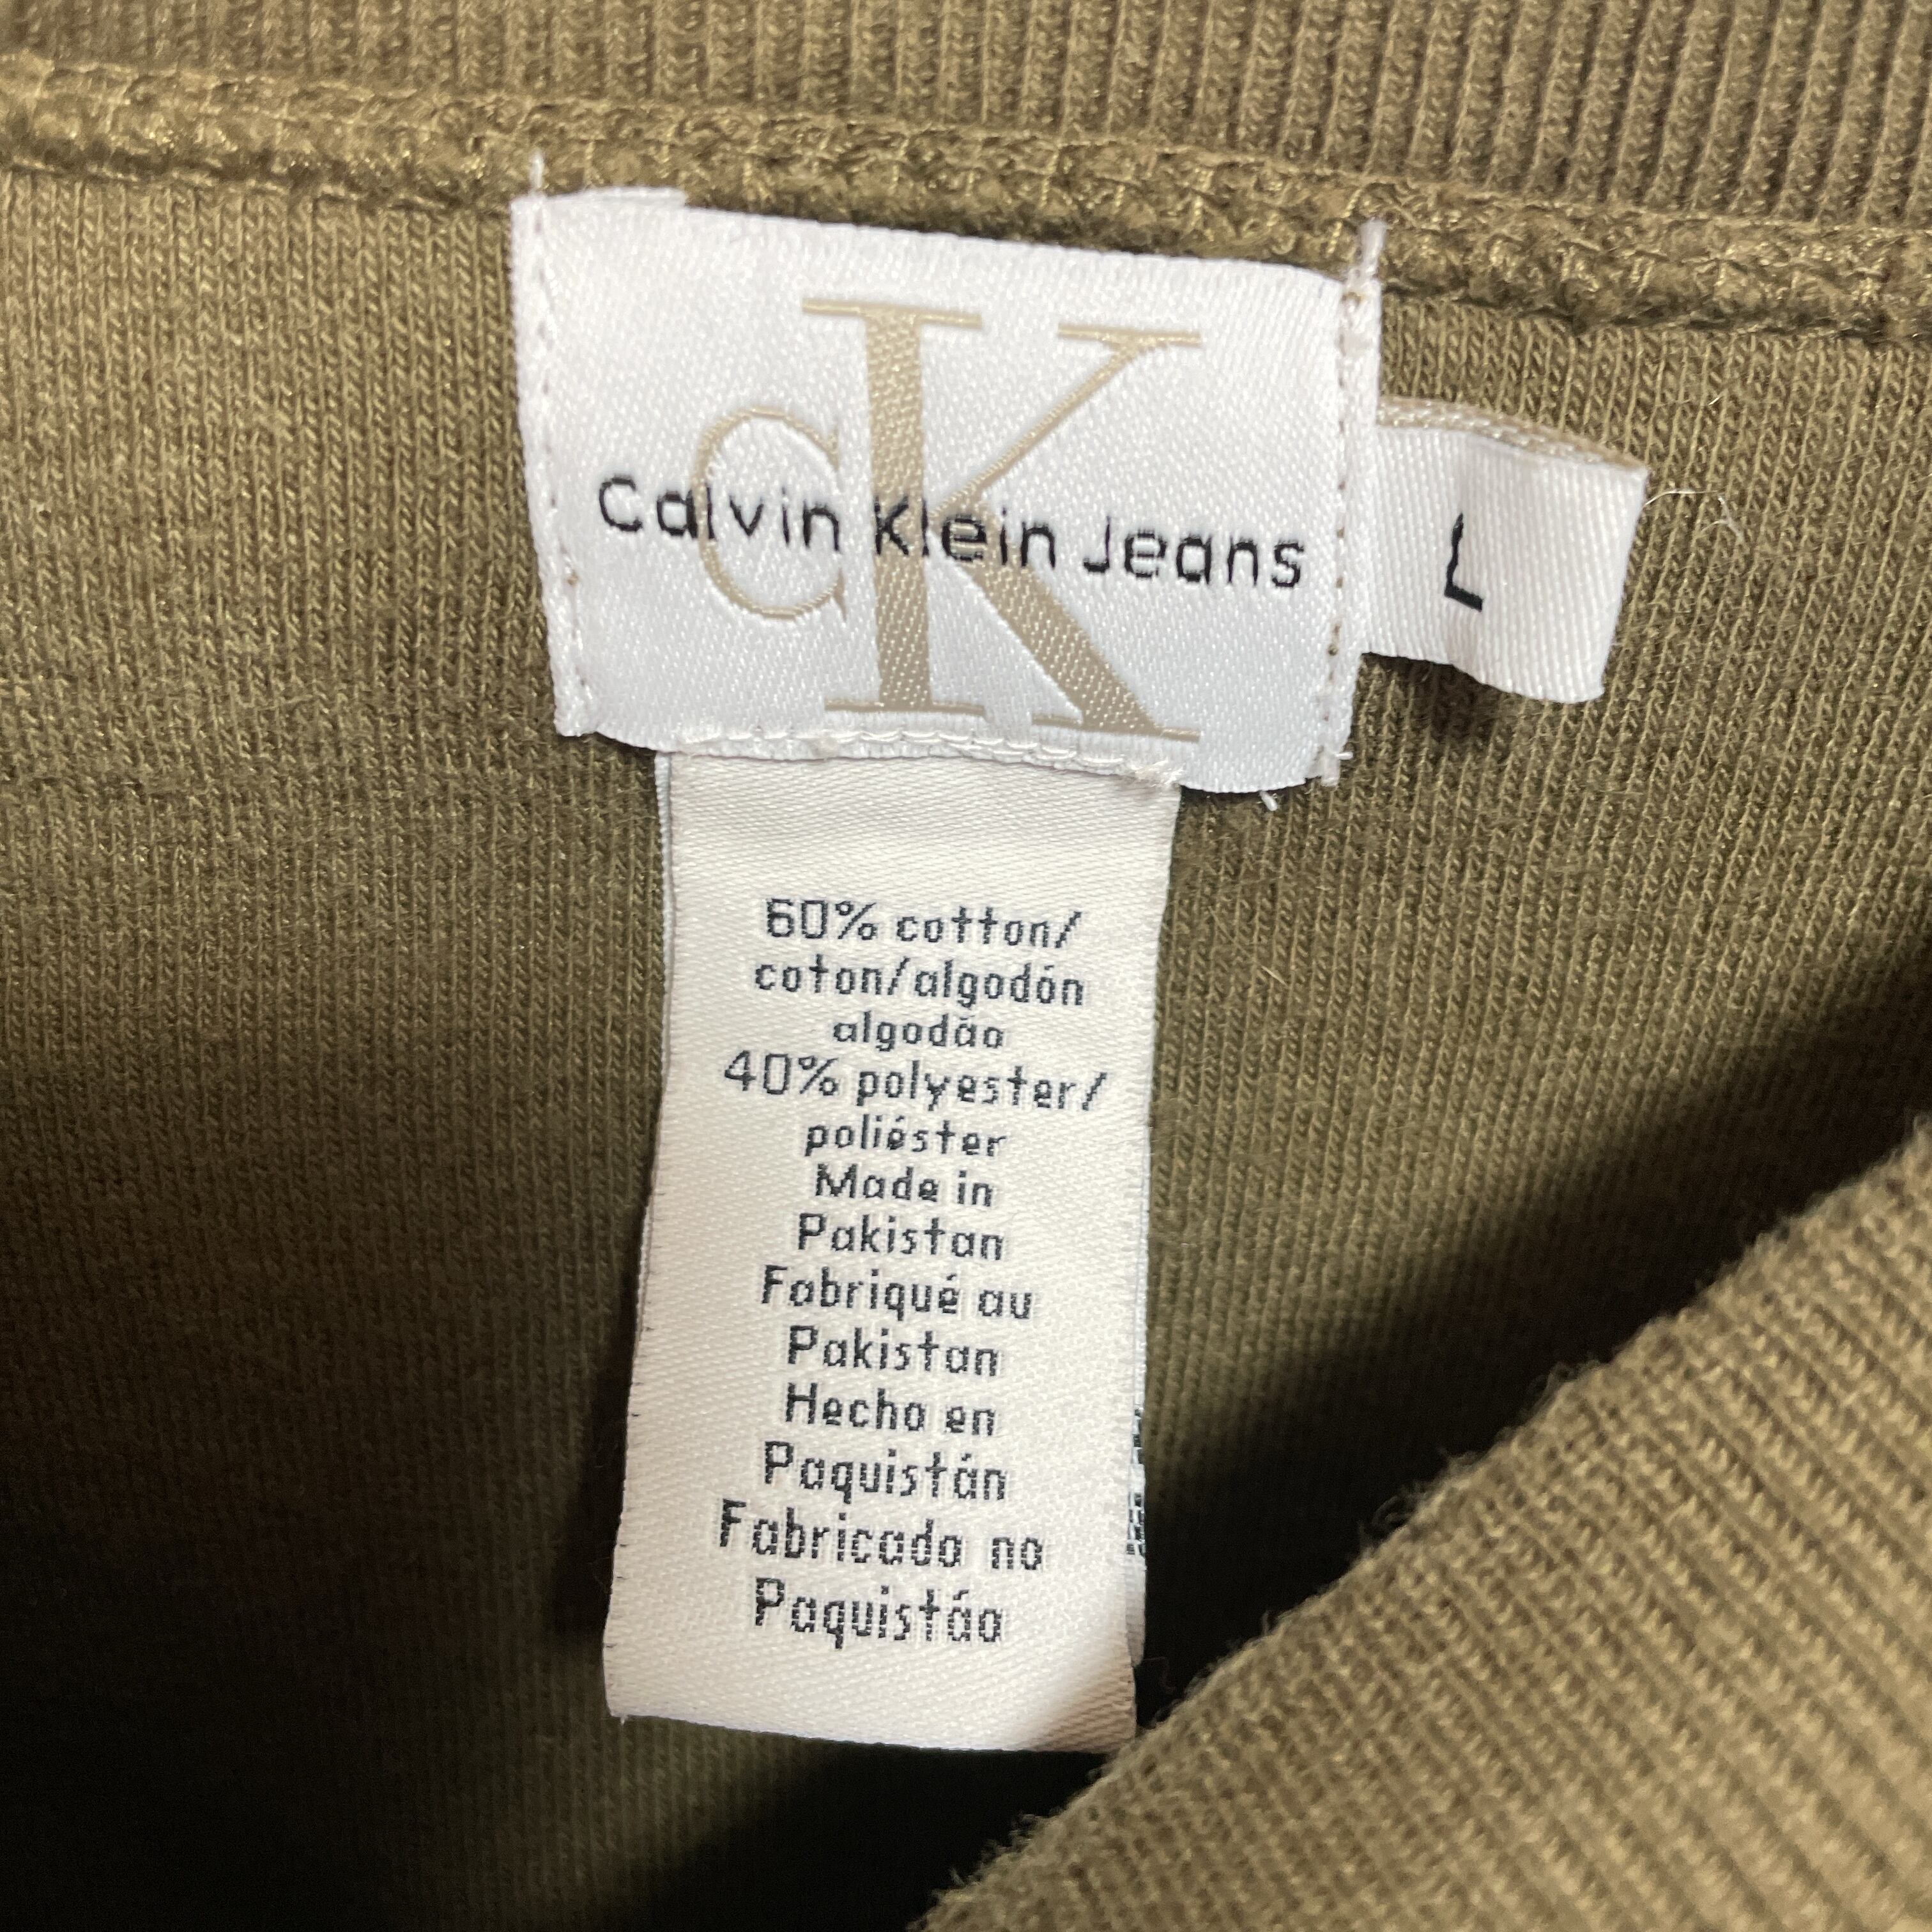 CK
Calvin Klein Jeans
L
60% cotton/
coton/algodón
algodão
40% polyester/
poliéster
Made in
Pakistan
Fabriqué au
Pakistan
Hecho en
Paquistán
Fabricado no
Paquistão